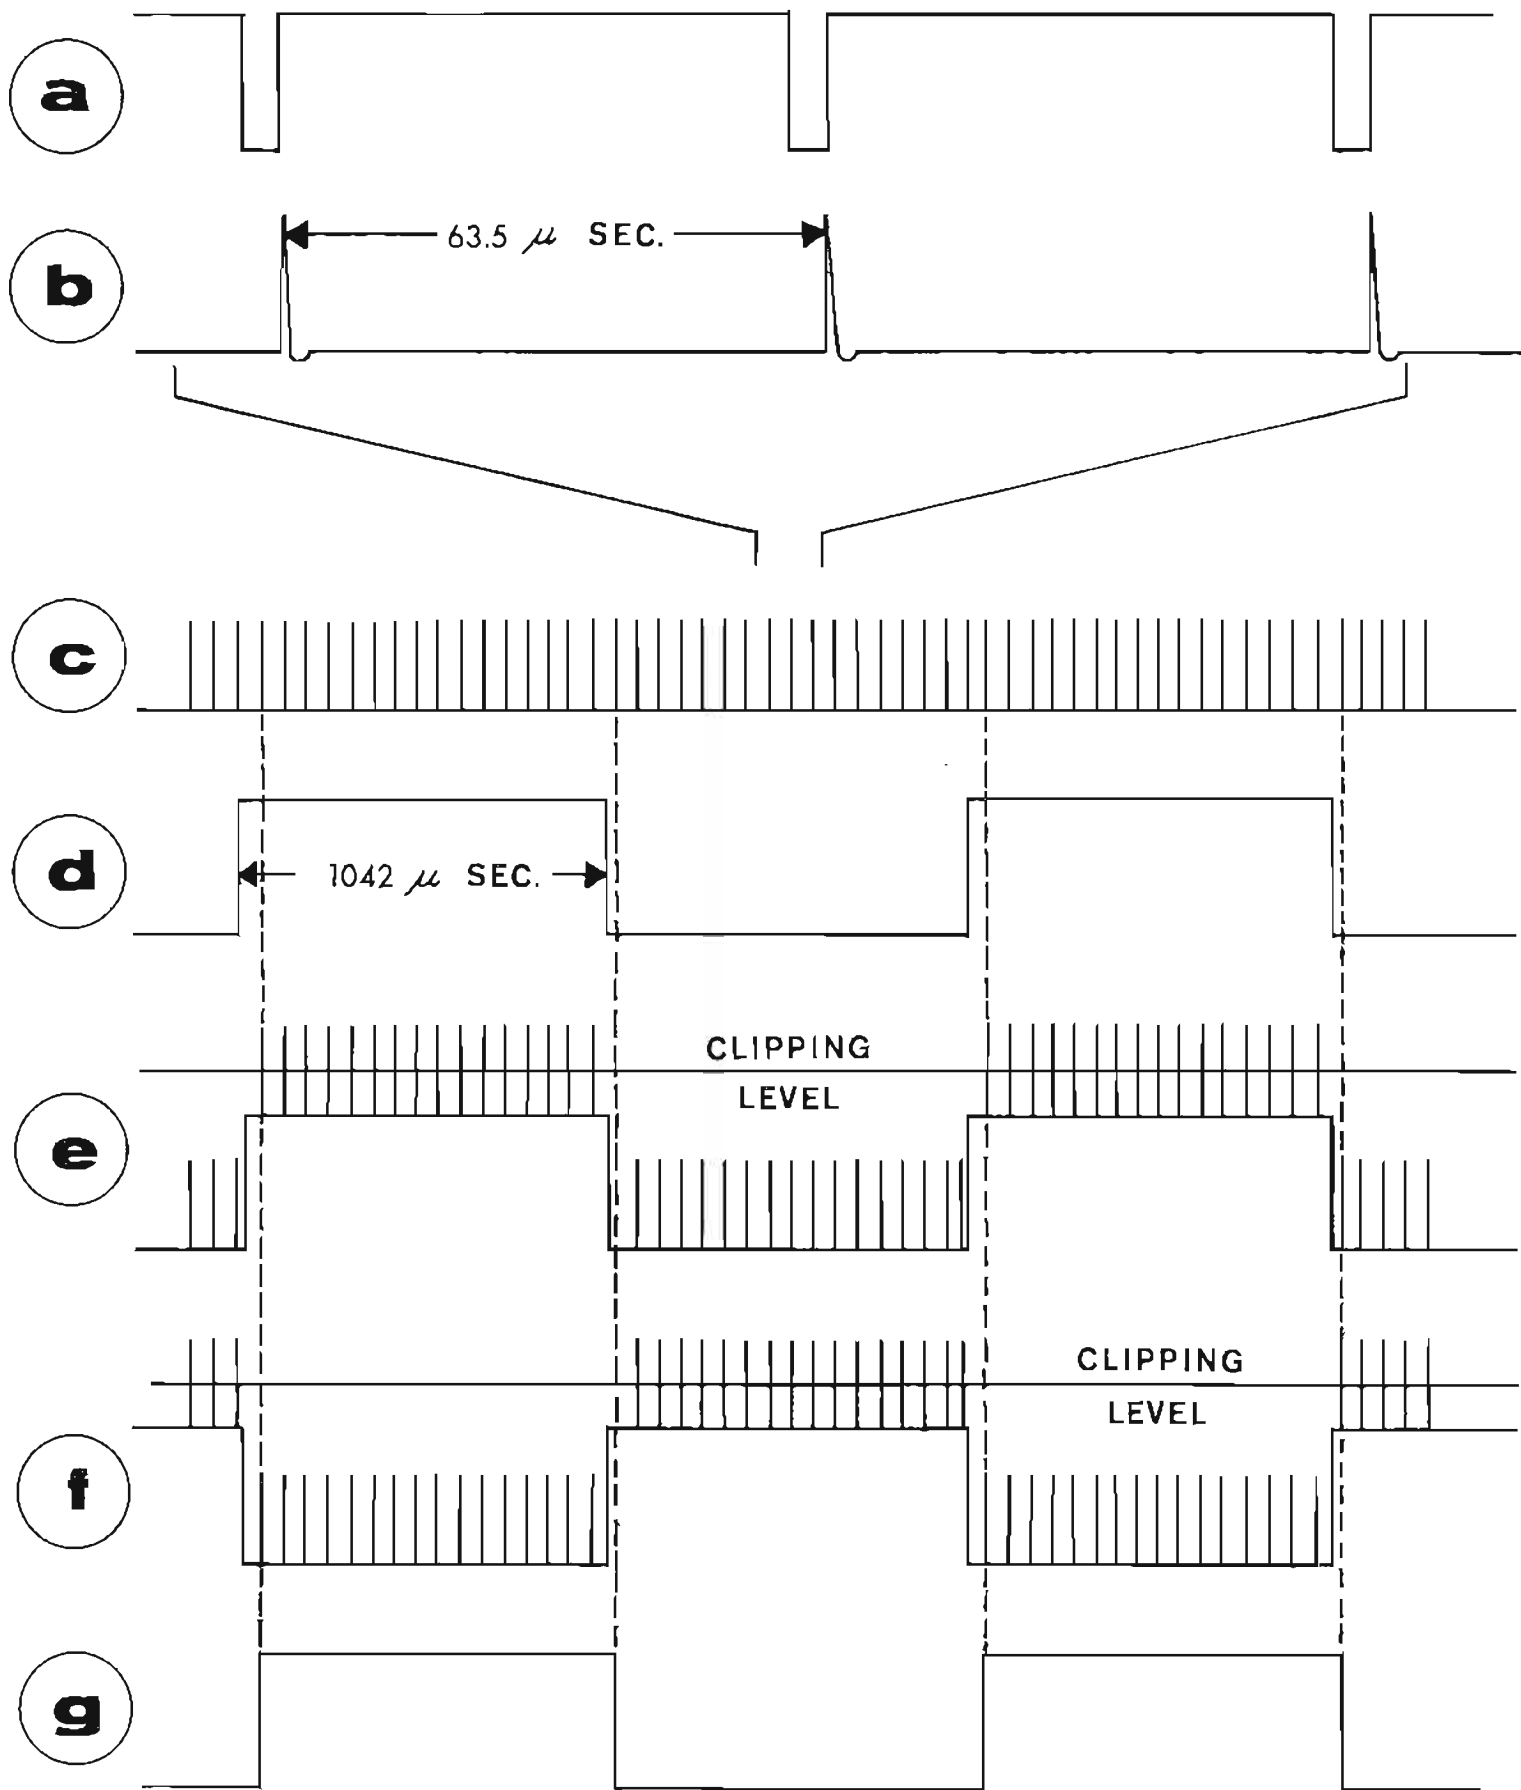 a
63.5 μ SEC.
b
c
1042 μ SEC.
d
CLIPPING
LEVEL
e
CLIPPING
LEVEL
f
g